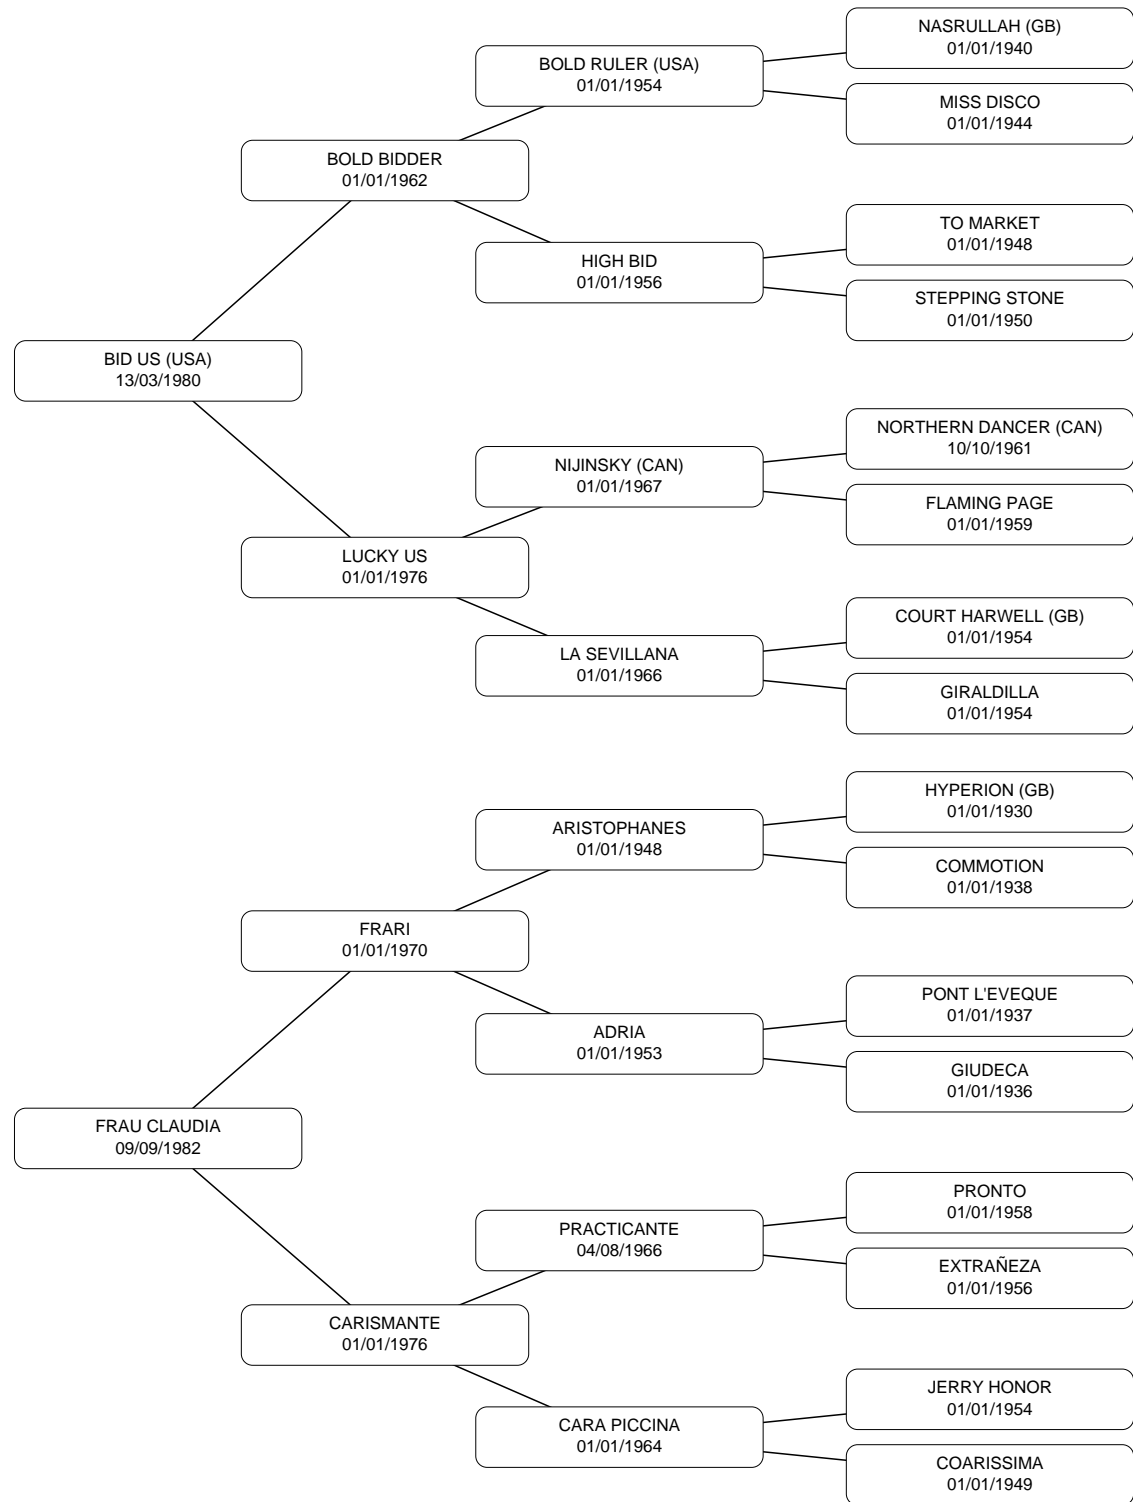 NASRULLAH (GB)
01/01/1940
BOLD RULER (USA)
01/01/1954
MISS DISCO
01/01/1944
BOLD BIDDER
01/01/1962
TO MARKET
01/01/1948
HIGH BID
01/01/1956
STEPPING STONE
01/01/1950
BID US (USA)
13/03/1980
NORTHERN DANCER (CAN)
10/10/1961
NIJINSKY (CAN)
01/01/1967
FLAMING PAGE
01/01/1959
LUCKY US
01/01/1976
COURT HARWELL (GB)
01/01/1954
LA SEVILLANA
01/01/1966
GIRALDILLA
01/01/1954
HYPERION (GB)
01/01/1930
ARISTOPHANES
01/01/1948
COMMOTION
01/01/1938
FRARI
01/01/1970
PONT L'EVEQUE
01/01/1937
ADRIA
01/01/1953
GIUDECA
01/01/1936
FRAU CLAUDIA
09/09/1982
PRONTO
01/01/1958
PRACTICANTE
04/08/1966
EXTRAÑEZA
01/01/1956
CARISMANTE
01/01/1976
JERRY HONOR
01/01/1954
CARA PICCINA
01/01/1964
COARISSIMA
01/01/1949